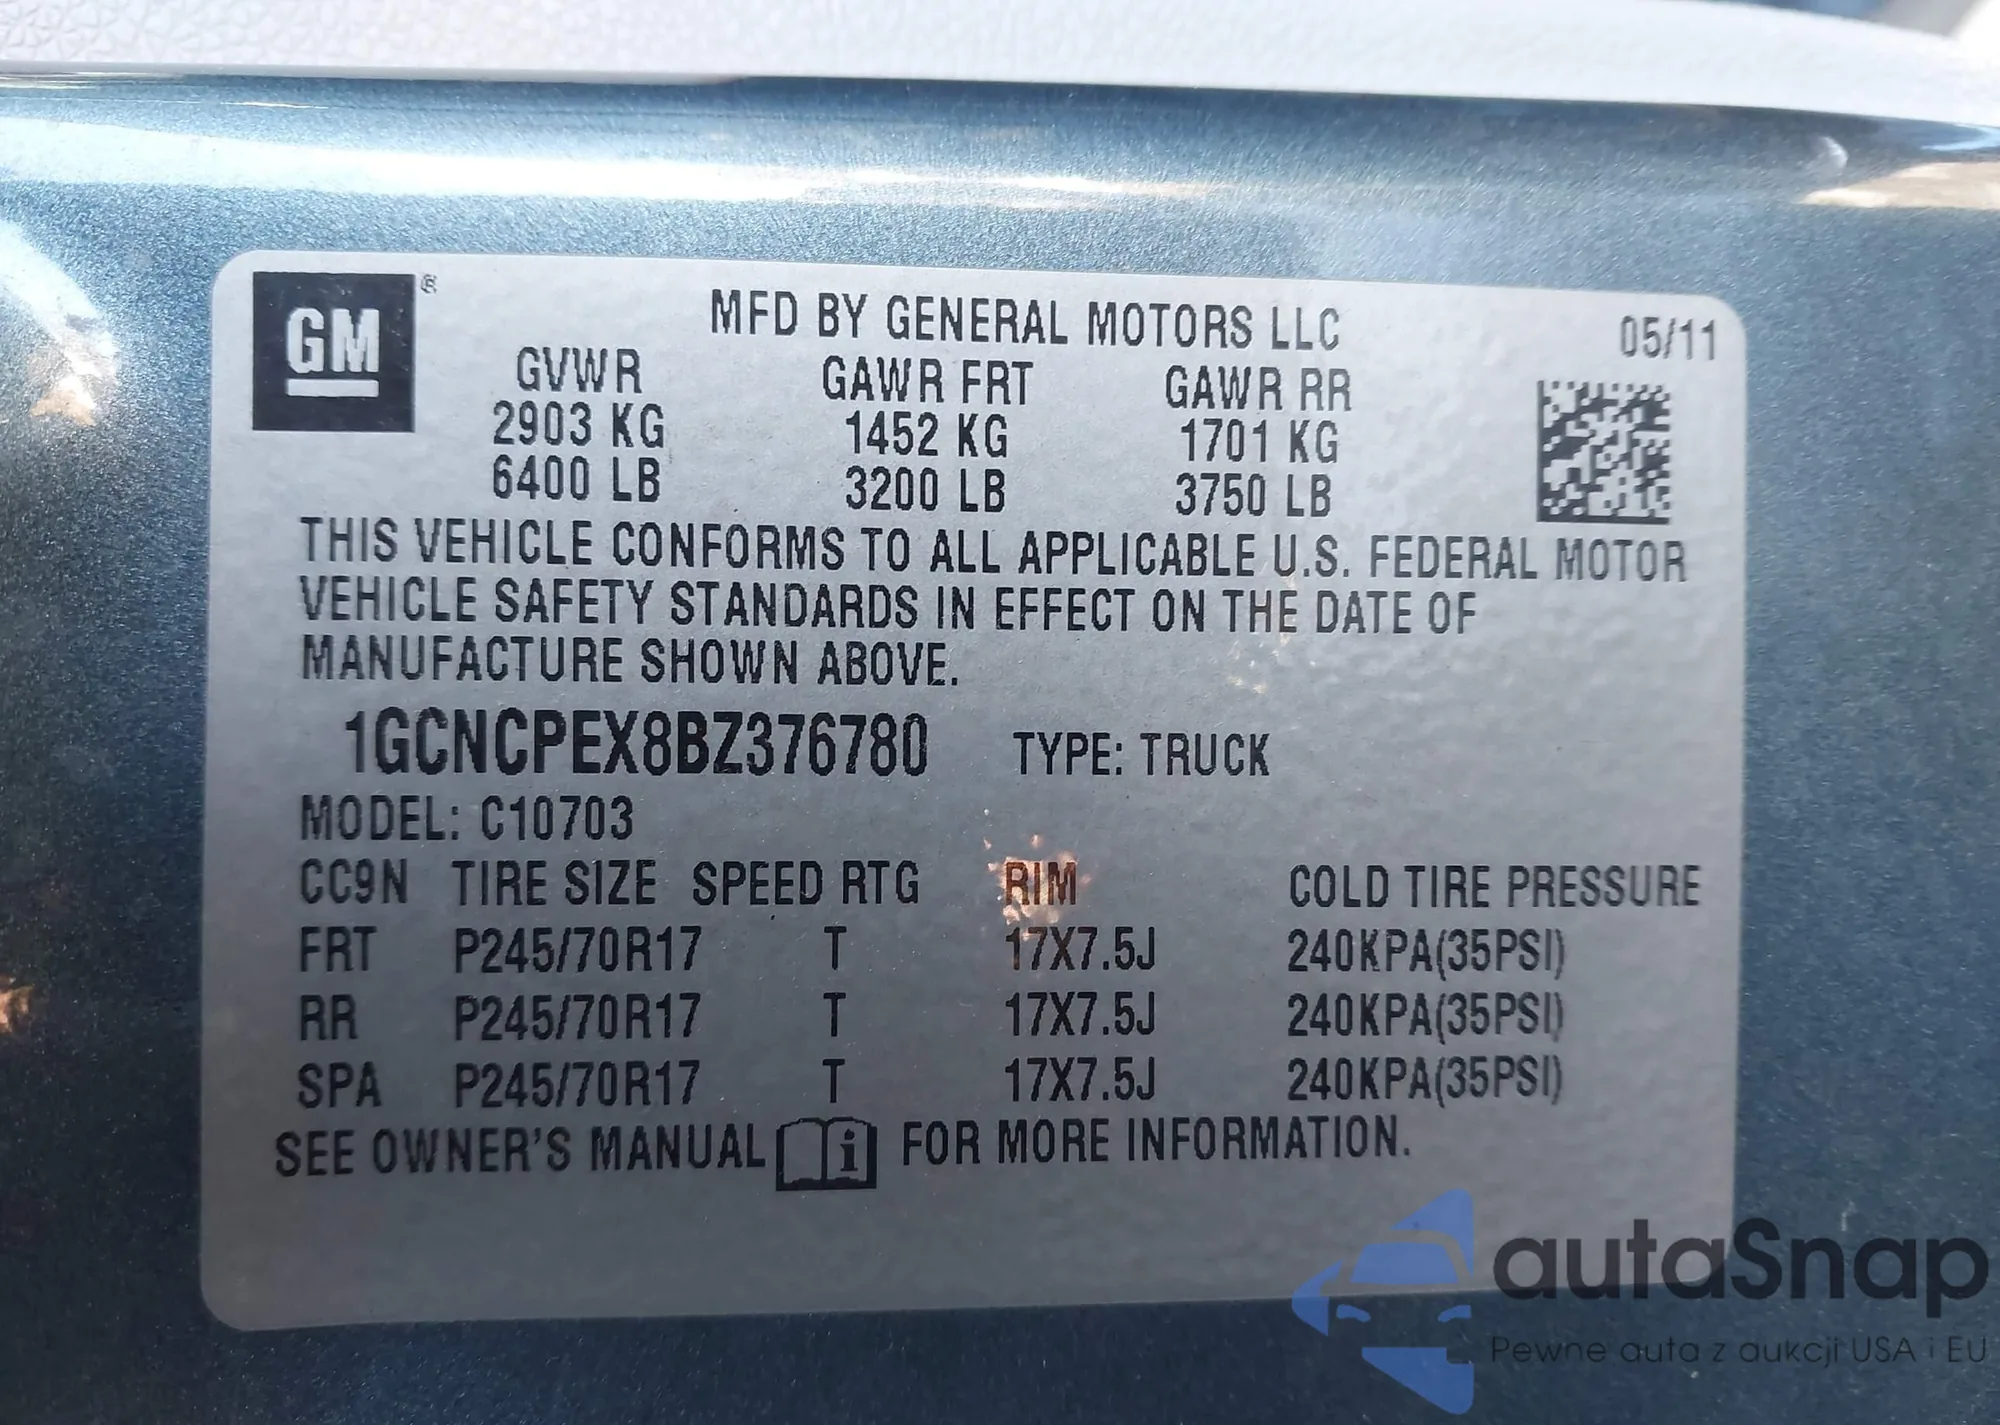 GM ®
MFD BY GENERAL MOTORS LLC 05/11
GVWR GAWR FRT GAWR RR
2903 KG 1452 KG 1701 KG
6400 LB 3200 LB 3750 LB
THIS VEHICLE CONFORMS TO ALL APPLICABLE U.S. FEDERAL MOTOR
VEHICLE SAFETY STANDARDS IN EFFECT ON THE DATE OF
MANUFACTURE SHOWN ABOVE.
1GCNCPEX8BZ376780 TYPE: TRUCK
MODEL: C10703
CC9N TIRE SIZE SPEED RTG RIM COLD TIRE PRESSURE
FRT P245/70R17 T 17X7.5J 240KPA(35PSI)
RR P245/70R17 T 17X7.5J 240KPA(35PSI)
SPA P245/70R17 T 17X7.5J 240KPA(35PSI)
SEE OWNER'S MANUAL i FOR MORE INFORMATION.
autaSnap
Pewne auta z aukcji USA i EU